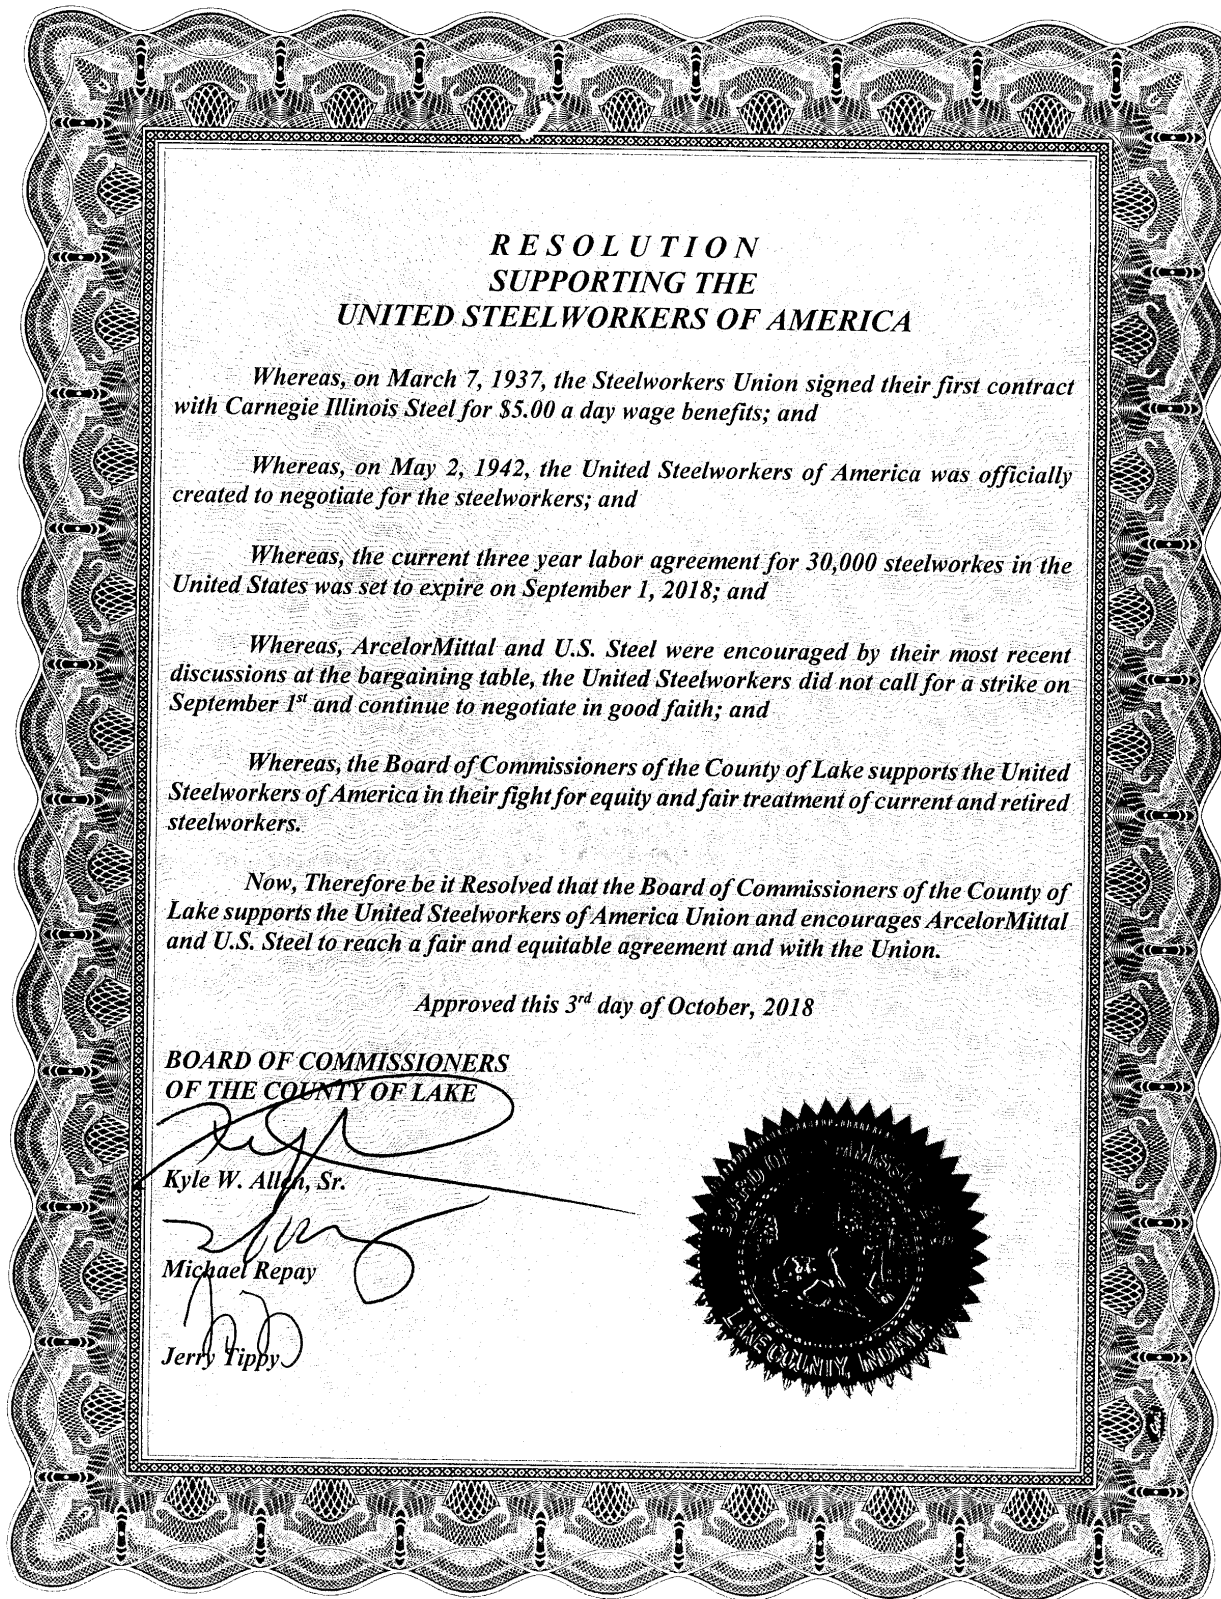 RESOLUTION
SUPPORTING THE
UNITED STEELWORKERS OF AMERICA
Whereas, on March 7, 1937, the Steelworkers Union signed their first contract
with Carnegie Illinois Steel for $5.00 a day wage benefits; and
Whereas, on May 2, 1942, the United Steelworkers of America was officially
created to negotiate for the steelworkers; and
Whereas, the current three year labor agreement for 30,000 steelworkes in the
United States was set to expire on September 1, 2018; and
Whereas, ArcelorMittal and U.S. Steel were encouraged by their most recent
discussions at the bargaining table, the United Steelworkers did not call for a strike on
September 1st and continue to negotiate in good faith; and
Whereas, the Board of Commissioners of the County of Lake supports the United
Steelworkers of America in their fight for equity and fair treatment of current and retired
steelworkers.
Now, Therefore be it Resolved that the Board of Commissioners of the County of
Lake supports the United Steelworkers of America Union and encourages ArcelorMittal
and U.S. Steel to reach a fair and equitable agreement and with the Union.
Approved this 3rd day of October, 2018
BOARD OF COMMISSIONERS
OF THE COUNTY OF LAKE
Kyle W. Allen, Sr.
Michael Repay
Jerry Tippy
LAKE COUNTY INDIANA